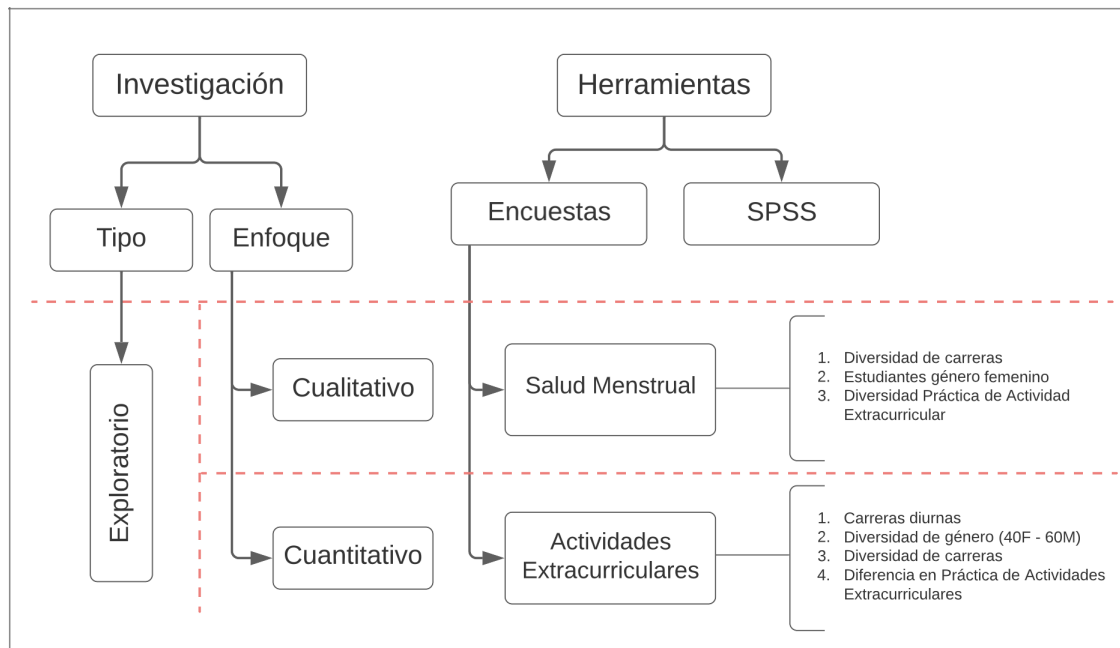 Investigación
Herramientas
Tipo
Enfoque
Encuestas
SPSS
Exploratorio
Cualitativo
Salud Menstrual
1. Diversidad de carreras
2. Estudiantes género femenino
3. Diversidad Práctica de Actividad
Extracurricular
Cuantitativo
Actividades
Extracurriculares
1. Carreras diurnas
2. Diversidad de género (40F - 60M)
3. Diversidad de carreras
4. Diferencia en Práctica de Actividades
Extracurriculares